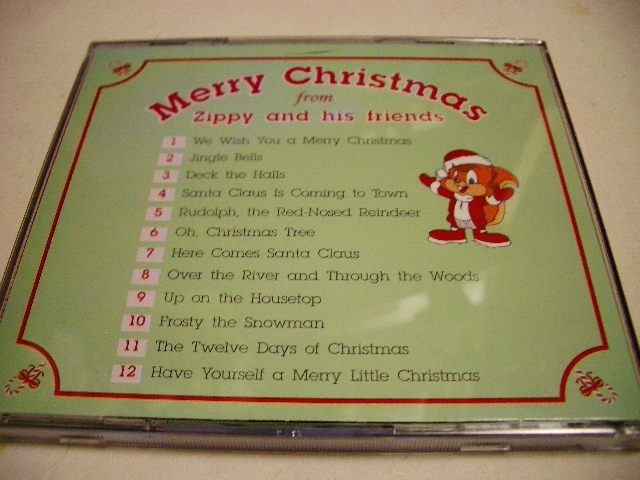 Merry Christmas
from
Zippy and his friends
1 We Wish You a Merry Christmas
2 Jingle Bells
3 Deck the Halls
4 Santa Claus Is Coming to Town
5 Rudolph, the Red-Nosed Reindeer
6 Oh, Christmas Tree
7 Here Comes Santa Claus
8 Over the River and Through the Woods
9 Up on the Housetop
10 Frosty the Snowman
11 The Twelve Days of Christmas
12 Have Yourself a Merry Little Christmas